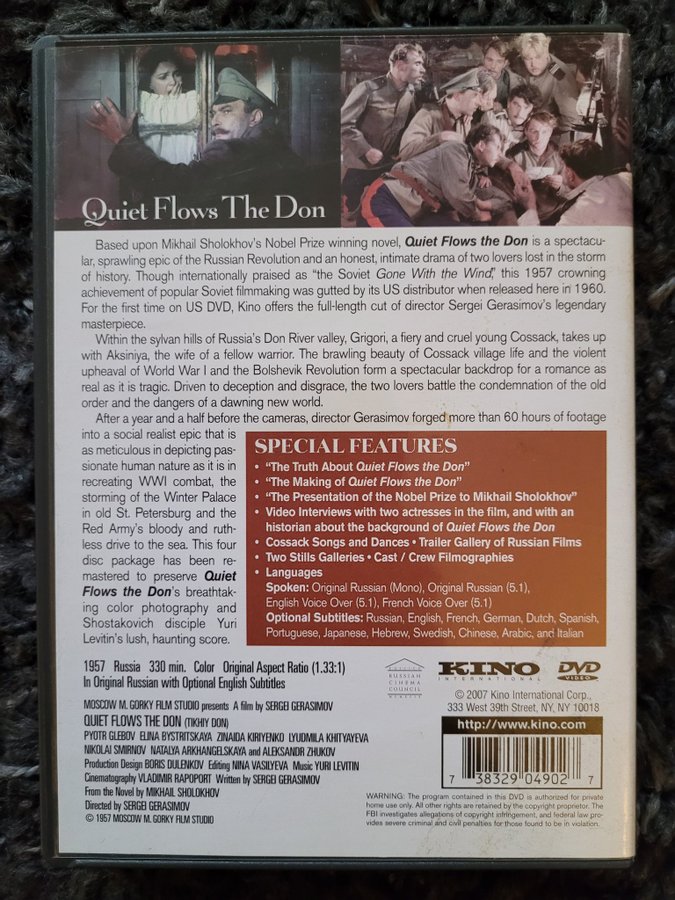 Quiet Flows The Don
Based upon Mikhail Sholokhov's Nobel Prize winning novel, Quiet Flows the Don is a spectacu-
lar, sprawling epic of the Russian Revolution and an honest, intimate drama of two lovers lost in the storm
of history. Though internationally praised as "the Soviet Gone With the Wind," this 1957 crowning
achievement of popular Soviet filmmaking was gutted by its US distributor when released here in 1960.
For the first time on US DVD, Kino offers the full-length cut of director Sergei Gerasimov's legendary
masterpiece.
Within the sylvan hills of Russia's Don River valley, Grigori, a fiery and cruel young Cossack, takes up
with Aksiniya, the wife of a fellow warrior. The brawling beauty of Cossack village life and the violent
upheaval of World War I and the Bolshevik Revolution form a spectacular backdrop for a romance as
real as it is tragic. Driven to deception and disgrace, the two lovers battle the condemnation of the old
order and the dangers of a dawning new world.
After a year and a half before the cameras, director Gerasimov forged more than 60 hours of footage
into a social realist epic that is
as meticulous in depicting pas-
sionate human nature as it is in
recreating WWI combat, the
storming of the Winter Palace
in old St. Petersburg and the
Red Army's bloody and ruth-
less drive to the sea. This four
disc package has been re-
mastered to preserve Quiet
Flows the Don's breathtak-
ing color photography and
Shostakovich disciple Yuri
Levitin's lush, haunting score.
SPECIAL FEATURES
• "The Truth About Quiet Flows the Don"
• "The Making of Quiet Flows the Don"
• "The Presentation of the Nobel Prize to Mikhail Sholokhov"
• Video Interviews with two actresses in the film, and with an
historian about the background of Quiet Flows the Don
• Cossack Songs and Dances • Trailer Gallery of Russian Films
• Two Stills Galleries • Cast / Crew Filmographies
• Languages
Spoken: Original Russian (Mono), Original Russian (5.1),
English Voice Over (5.1), French Voice Over (5.1)
Optional Subtitles: Russian, English, French, German, Dutch, Spanish,
Portuguese, Japanese, Hebrew, Swedish, Chinese, Arabic, and Italian
1957 Russia 330 min. Color Original Aspect Ratio (1.33:1)
In Original Russian with Optional English Subtitles
MOSCOW M. GORKY FILM STUDIO presents A film by SERGEI GERASIMOV
QUIET FLOWS THE DON (TIKHIY DON)
PYOTR GLEBOV ELINA BYSTRITSKAYA ZINAIDA KIRIYENKO LYUDMILA KHITYAYEVA
NIKOLAI SMIRNOV NATALYA ARKHANGELSKAYA and ALEKSANDR ZHUKOV
Production Design BORIS DULENKOV Editing NINA VASILYEVA Music YURI LEVITIN
Cinematography VLADIMIR RAPOPORT Written by SERGEI GERASIMOV
From the Novel by MIKHAIL SHOLOKHOV
Directed by SERGEI GERASIMOV
© 1957 MOSCOW M. GORKY FILM STUDIO
RUSSIAN
CINEMA
COUNCIL
KINO
INTERNATIONAL
DVD
VIDEO
© 2007 Kino International Corp.,
333 West 39th Street, NY, NY 10018
http://www.kino.com
7 38329 04902 7
WARNING: The program contained in this DVD is authorized for private
home use only. All other rights are retained by the copyright proprietor. The
FBI investigates allegations of copyright infringement, and federal law pro-
vides severe criminal and civil penalties for those found to be in violation.